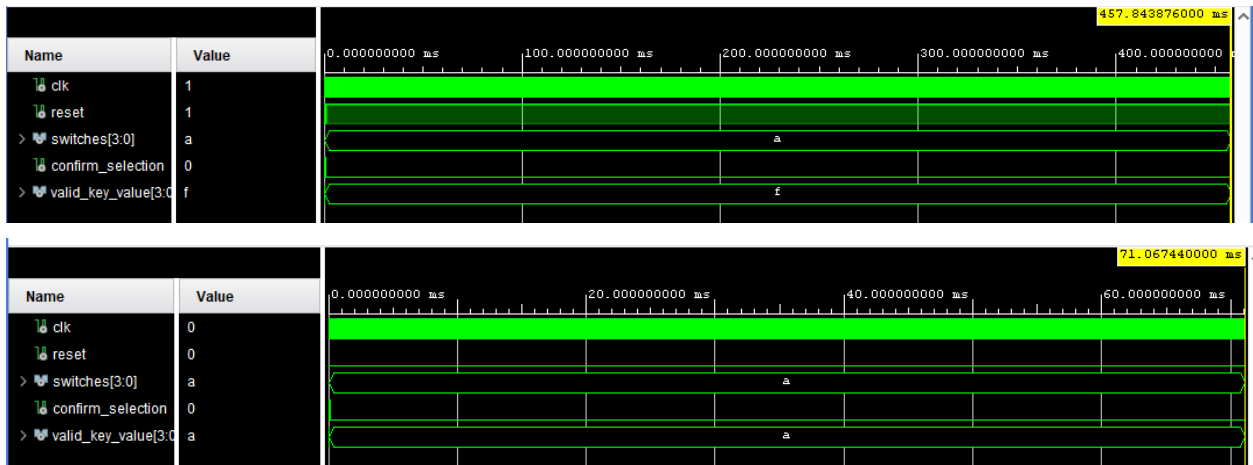 457.843876000 ms
Name Value 0.000000000 ms 100.000000000 ms 200.000000000 ms 300.000000000 ms 400.000000000
clk 1
reset 1
switches[3:0] a a
confirm_selection 0
valid_key_value[3:0 f f
71.067440000 ms
Name Value 0.000000000 ms 20.000000000 ms 40.000000000 ms 60.000000000 ms
clk 0
reset 0
switches[3:0] a a
confirm_selection 0
valid_key_value[3:0 a a